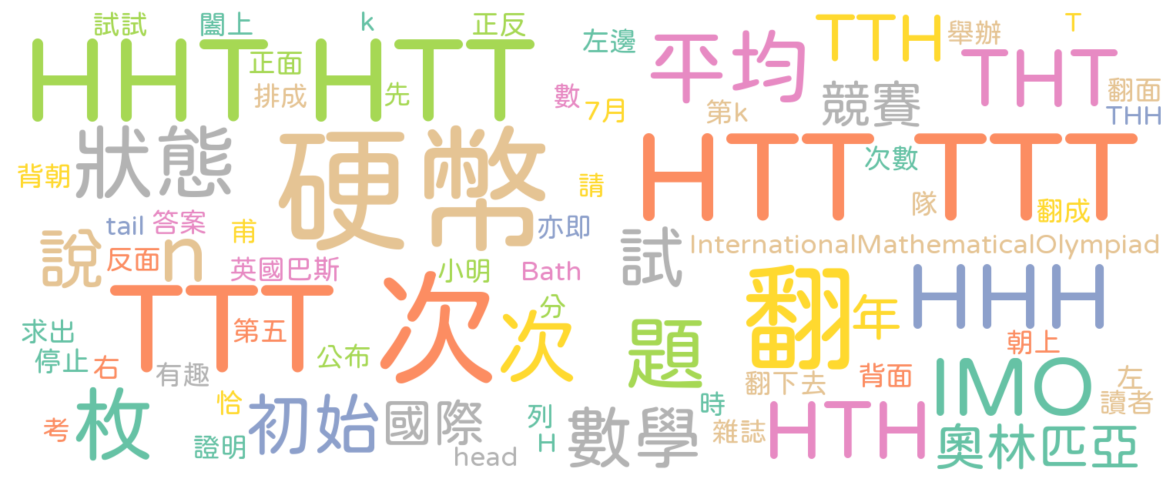 試試
闔上
k
正反
HHT
HTT
正面
排成
先
左邊
平均
TTH
舉辦
T
THT
數
7月
第k
競賽
翻面
THH
背朝
狀態
硬幣
請
HTT
TTT
次數
隊
翻成
tail
答案
甫
亦即
說
反面
n
英國巴斯
小明
Bath
試
InternationalMathematicalOlympiad
TTT
第五
次
分
次
翻
年
HHH
求出
停止
右
有趣
公布
題
朝上
翻下去
背面
IMO
左
讀者
考
枚
恰
證明
初始
國際
head
列
H
數學
時
雜誌
HTH
奧林匹亞